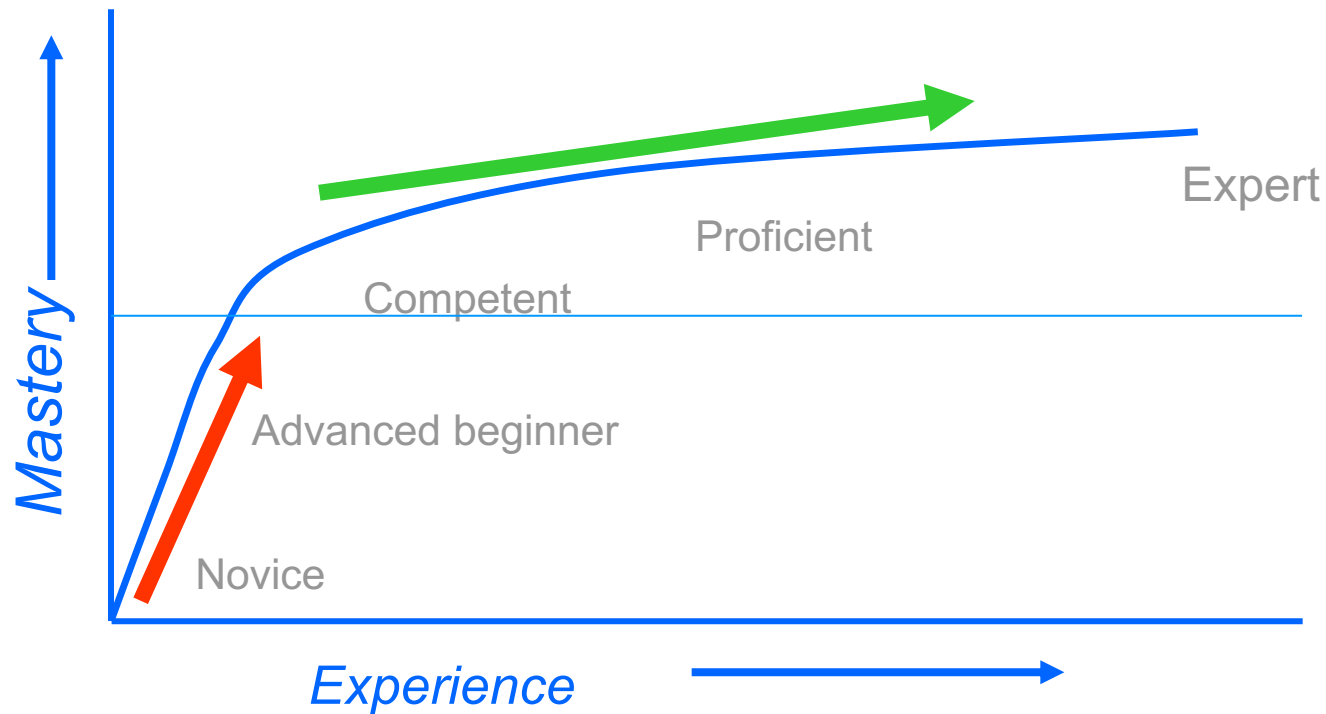 Expert
Proficient
Competent
Mastery
Advanced beginner
Novice
Experience